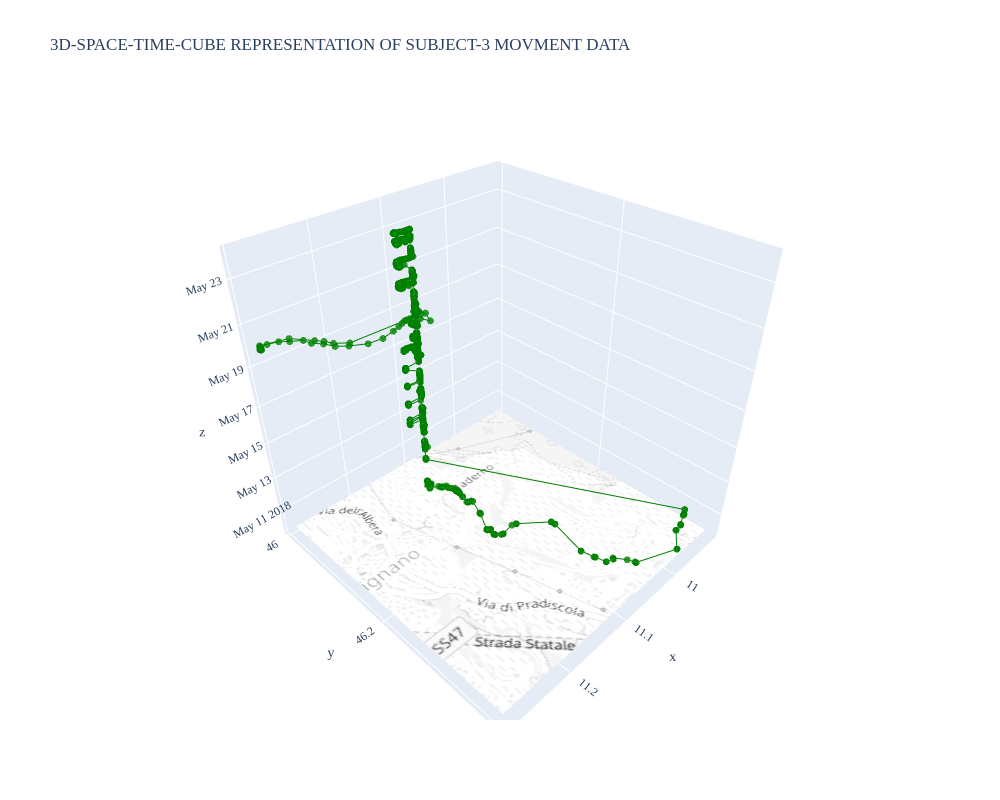 3D-SPACE-TIME-CUBE REPRESENTATION OF SUBJECT-3 MOVMENT DATA
May 23
May 21
May 19
May 17
May 15
May 13
May 11 2018
z
46
46.2
y
11
11.1
11.2
x
aderno
via dell'Albera
ignano
Via di Pradiscola
SS47
Strada Statale